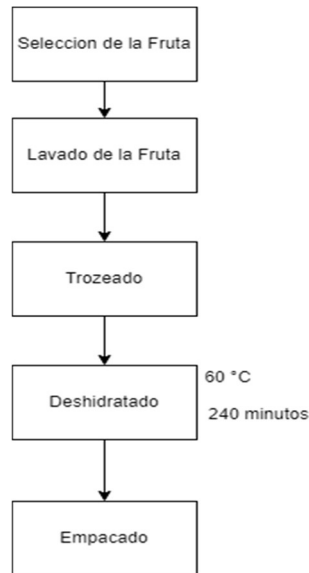 Seleccion de la Fruta
Lavado de la Fruta
Trozeado
Deshidratado
60 °C
240 minutos
Empacado